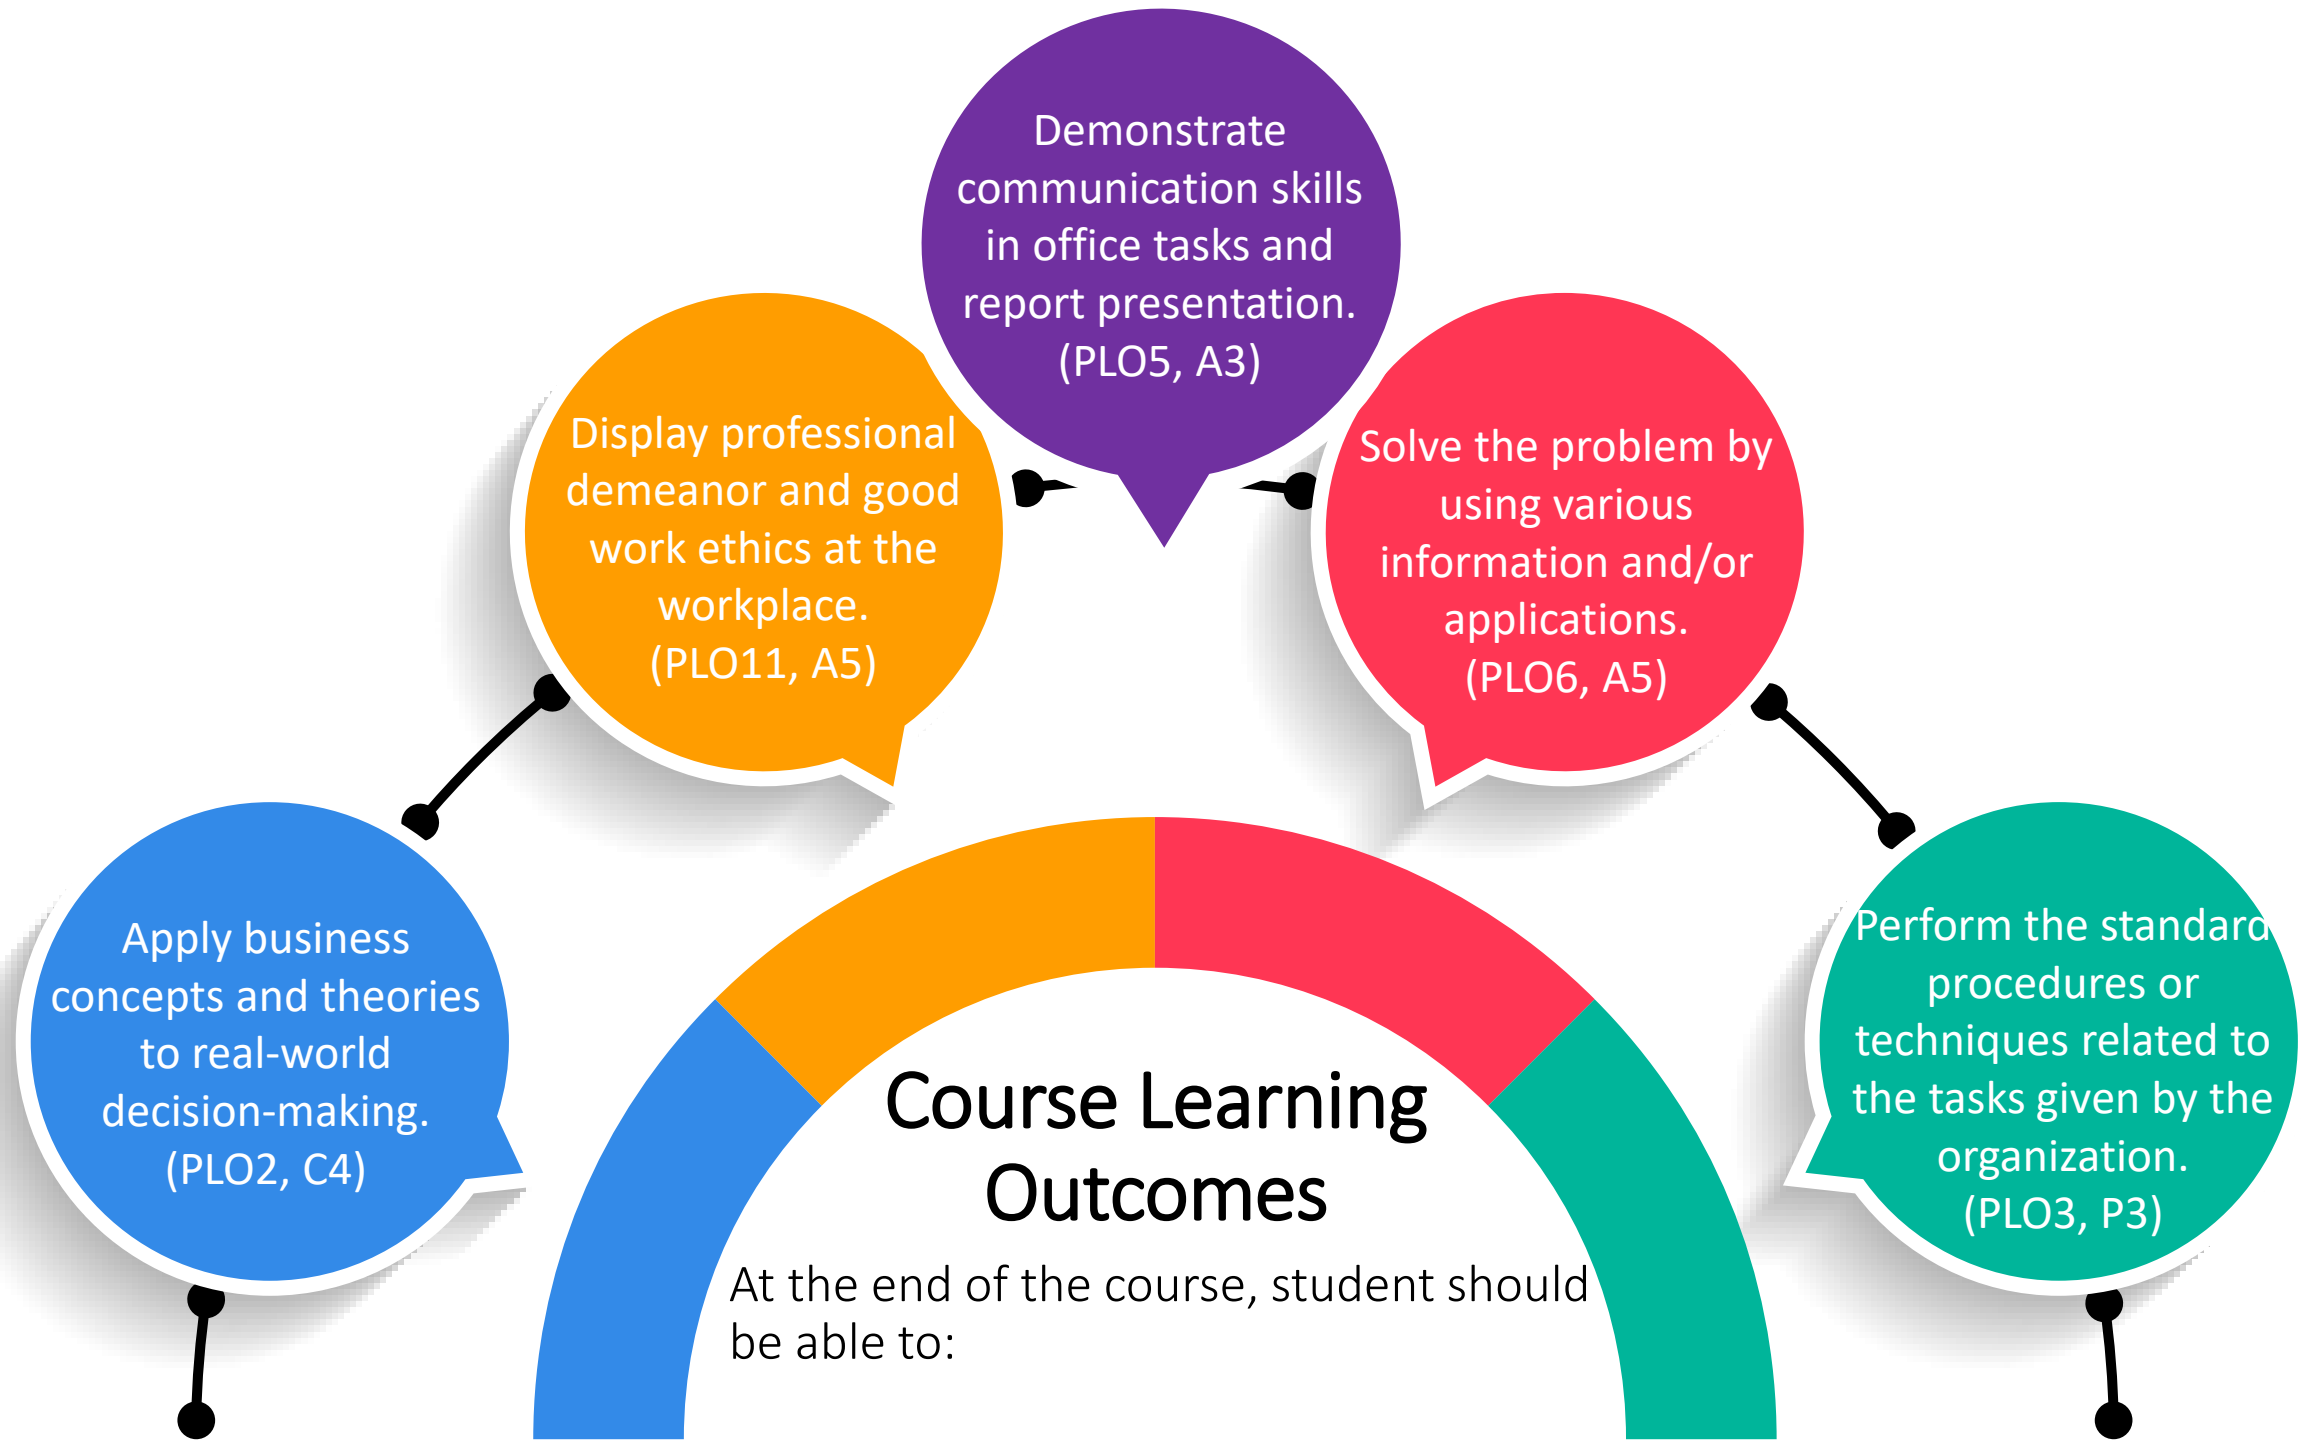 Demonstrate
communication skills
in office tasks and
report presentation.
(PLO5, A3)
Display professional
demeanor and good
work ethics at the
workplace.
(PLO11, A5)
Solve the problem by
using various
information and/or
applications.
(PLO6, A5)
Apply business
concepts and theories
to real-world
decision-making.
(PLO2, C4)
Perform the standard
procedures or
techniques related to
the tasks given by the
organization.
(PLO3, P3)
Course Learning
Outcomes
At the end of the course, student should
be able to: